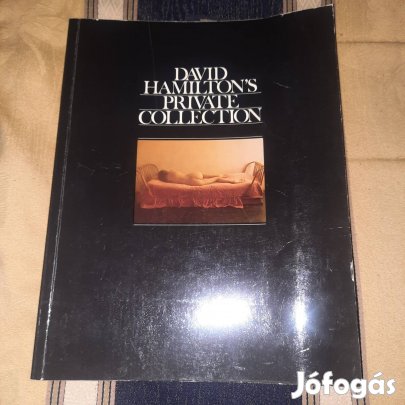 DAVID
HAMILTON'S
PRIVATE
COLLECTION
Jófogás